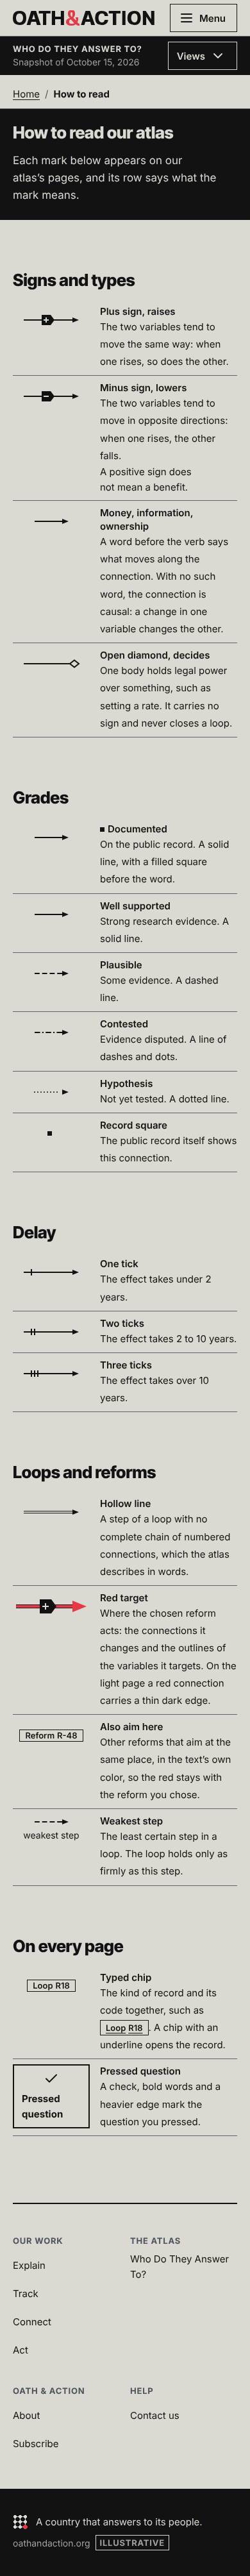 OATH&ACTION
Menu
WHO DO THEY ANSWER TO?
Snapshot of October 15, 2026
Views
Home / How to read
How to read our atlas
Each mark below appears on our
atlas's pages, and its row says what the
mark means.
Signs and types
Plus sign, raises
The two variables tend to
move the same way: when
one rises, so does the other.
Minus sign, lowers
The two variables tend to
move in opposite directions:
when one rises, the other
falls.
A positive sign does
not mean a benefit.
Money, information,
ownership
A word before the verb says
what moves along the
connection. With no such
word, the connection is
causal: a change in one
variable changes the other.
Open diamond, decides
One body holds legal power
over something, such as
setting a rate. It carries no
sign and never closes a loop.
Grades
Documented
On the public record. A solid
line, with a filled square
before the word.
Well supported
Strong research evidence. A
solid line.
Plausible
Some evidence. A dashed
line.
Contested
Evidence disputed. A line of
dashes and dots.
Hypothesis
Not yet tested. A dotted line.
Record square
The public record itself shows
this connection.
Delay
One tick
The effect takes under 2
years.
Two ticks
The effect takes 2 to 10 years.
Three ticks
The effect takes over 10
years.
Loops and reforms
Hollow line
A step of a loop with no
complete chain of numbered
connections, which the atlas
describes in words.
Red target
Where the chosen reform
acts: the connections it
changes and the outlines of
the variables it targets. On the
light page a red connection
carries a thin dark edge.
Reform R-48
Also aim here
Other reforms that aim at the
same place, in the text's own
color, so the red stays with
the reform you chose.
weakest step
Weakest step
The least certain step in a
loop. The loop holds only as
firmly as this step.
On every page
Loop R18
Typed chip
The kind of record and its
code together, such as
Loop R18. A chip with an
underline opens the record.
Pressed
question
Pressed question
A check, bold words and a
heavier edge mark the
question you pressed.
OUR WORK
Explain
Track
Connect
Act
THE ATLAS
Who Do They Answer
To?
OATH & ACTION
About
Subscribe
HELP
Contact us
A country that answers to its people.
oathandaction.org ILLUSTRATIVE